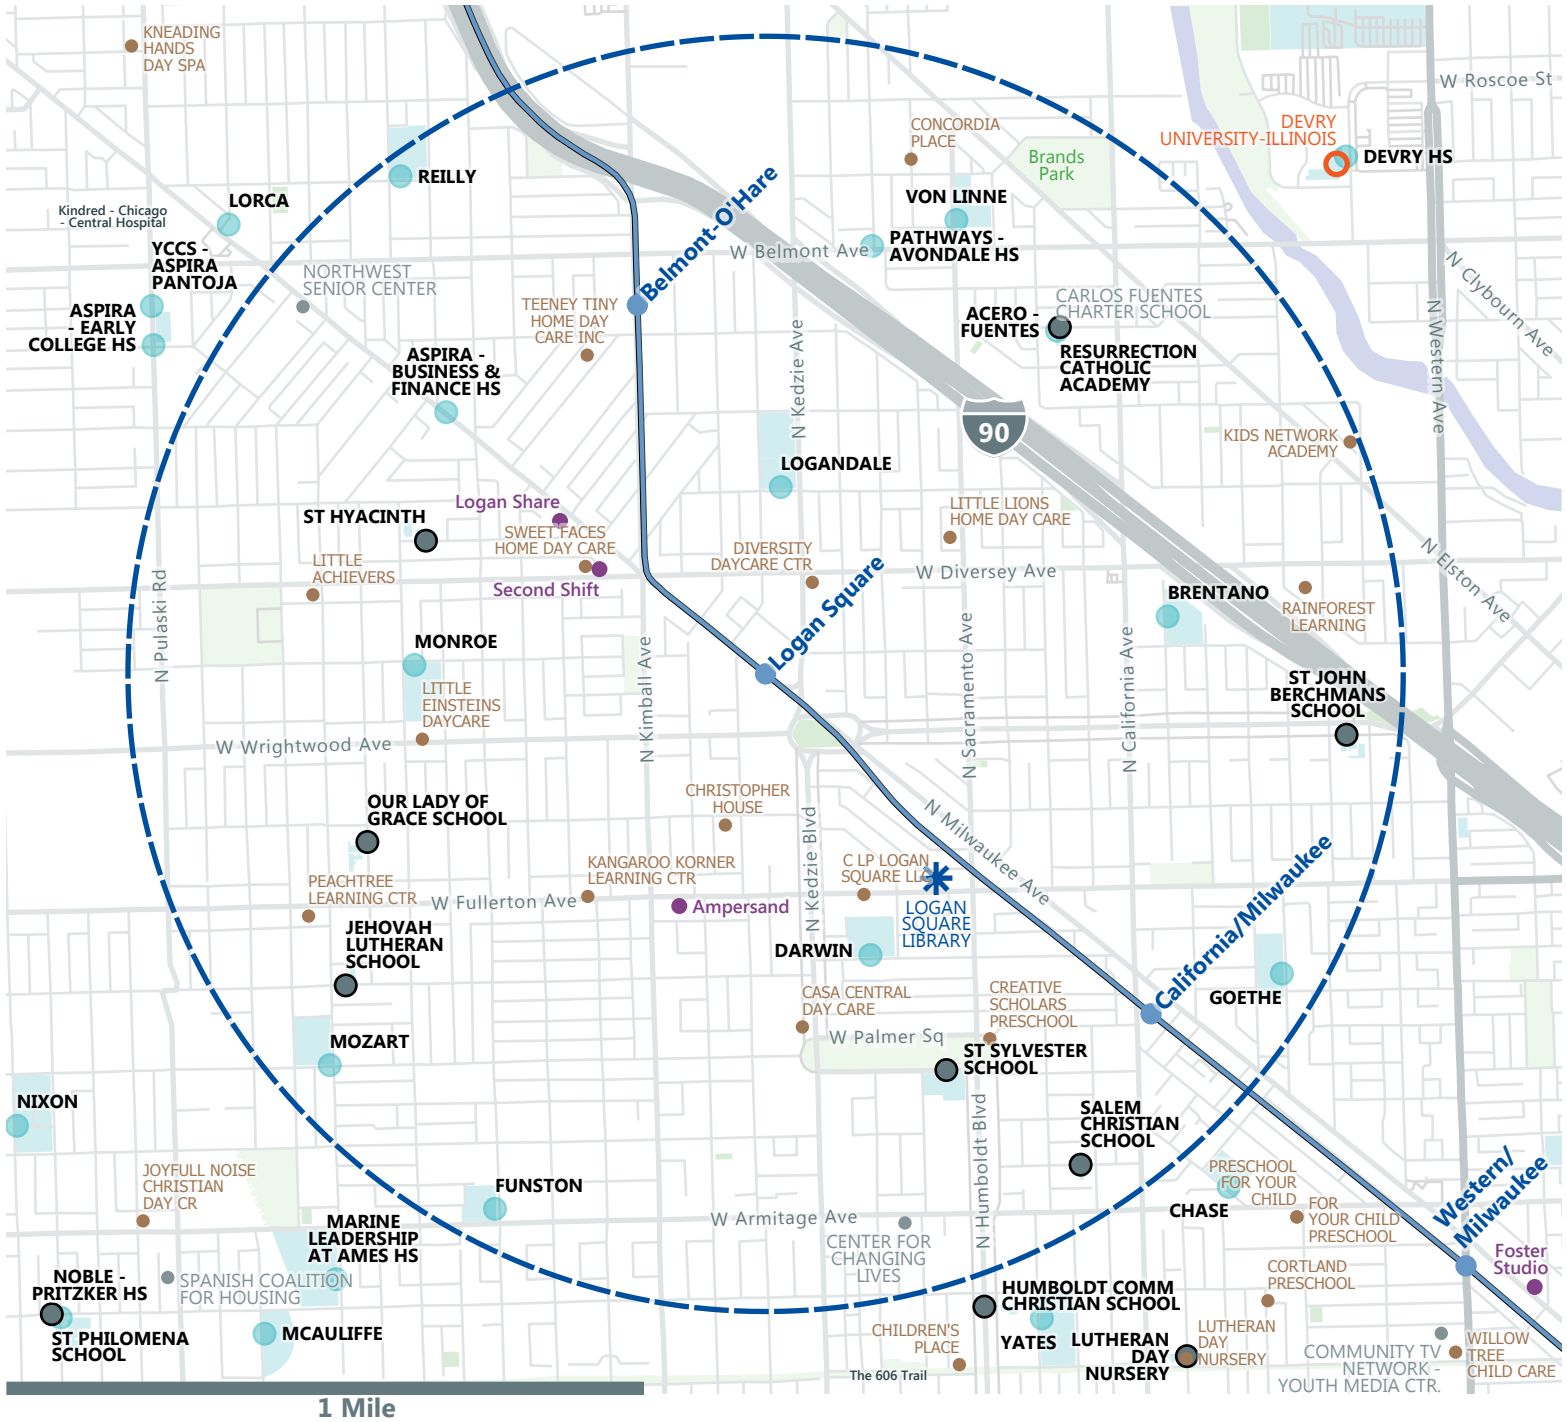 KNEADING
HANDS
DAY SPA
W Roscoe St
DEVRY
UNIVERSITY-ILLINOIS
DEVRY HS
CONCORDIA
PLACE
Brands
Park
REILLY
LORCA
Kindred - Chicago
- Central Hospital
VON LINNE
PATHWAYS -
AVONDALE HS
W Belmont Ave
Belmont-O'Hare
YCCS -
ASPIRA
PANTOJA
NORTHWEST
SENIOR CENTER
ASPIRA
- EARLY
COLLEGE HS
TEENEY TINY
HOME DAY
CARE INC
ASPIRA -
BUSINESS &
FINANCE HS
N Kedzie Ave
CARLOS FUENTES
CHARTER SCHOOL
ACERO -
FUENTES
RESURRECTION
CATHOLIC
ACADEMY
N Clybourn Ave
N Western Ave
90
KIDS NETWORK
ACADEMY
LOGANDALE
Logan Share
ST HYACINTH
SWEET FACES
HOME DAY CARE
LITTLE LIONS
HOME DAY CARE
DIVERSITY
DAYCARE CTR
LITTLE
ACHIEVERS
Second Shift
W Diversey Ave
N Elston Ave
BRENTANO
RAINFOREST
LEARNING
N Pulaski Rd
Logan Square
MONROE
N Kimball Ave
N Sacramento Ave
N California Ave
LITTLE
EINSTEINS
DAYCARE
ST JOHN
BERCHMANS
SCHOOL
W Wrightwood Ave
OUR LADY OF
GRACE SCHOOL
CHRISTOPHER
HOUSE
N Milwaukee Ave
N Kedzie Blvd
KANGAROO KORNER
LEARNING CTR
C LP LOGAN
SQUARE LLC
PEACHTREE
LEARNING CTR
W Fullerton Ave
Ampersand
LOGAN
SQUARE
LIBRARY
California/Milwaukee
JEHOVAH
LUTHERAN
SCHOOL
DARWIN
GOETHE
CASA CENTRAL
DAY CARE
CREATIVE
SCHOLARS
PRESCHOOL
W Palmer Sq
MOZART
ST SYLVESTER
SCHOOL
NIXON
SALEM
CHRISTIAN
SCHOOL
N Humboldt Blvd
JOYFULL NOISE
CHRISTIAN
DAY CR
FUNSTON
PRESCHOOL
FOR YOUR
CHILD
CHASE
FOR
YOUR CHILD
PRESCHOOL
Western/
Milwaukee
MARINE
LEADERSHIP
AT AMES HS
W Armitage Ave
CENTER FOR
CHANGING
LIVES
Foster
Studio
NOBLE -
PRITZKER HS
SPANISH COALITION
FOR HOUSING
CORTLAND
PRESCHOOL
HUMBOLDT COMM
CHRISTIAN SCHOOL
ST PHILOMENA
SCHOOL
MCAULIFFE
CHILDREN'S
PLACE
YATES
LUTHERAN
DAY
NURSERY
LUTHERAN
DAY
NURSERY
COMMUNITY TV
NETWORK -
YOUTH MEDIA CTR.
WILLOW
TREE
CHILD CARE
The 606 Trail
1 Mile